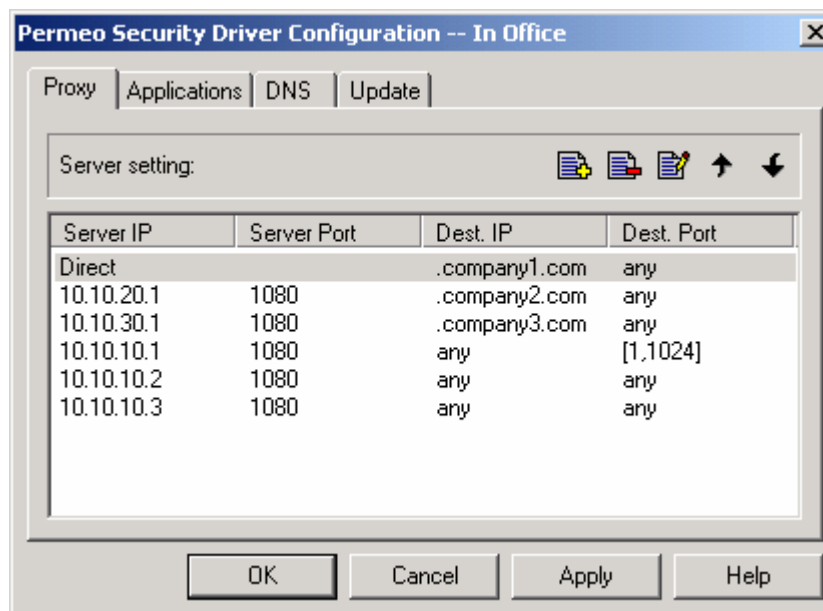 Permeo Security Driver Configuration -- In Office
Proxy Applications DNS Update
Server setting:
Server IP Server Port Dest. IP Dest. Port
Direct .company1.com any
10.10.20.1 1080 .company2.com any
10.10.30.1 1080 .company3.com any
10.10.10.1 1080 any [1,1024]
10.10.10.2 1080 any any
10.10.10.3 1080 any any
OK Cancel Apply Help